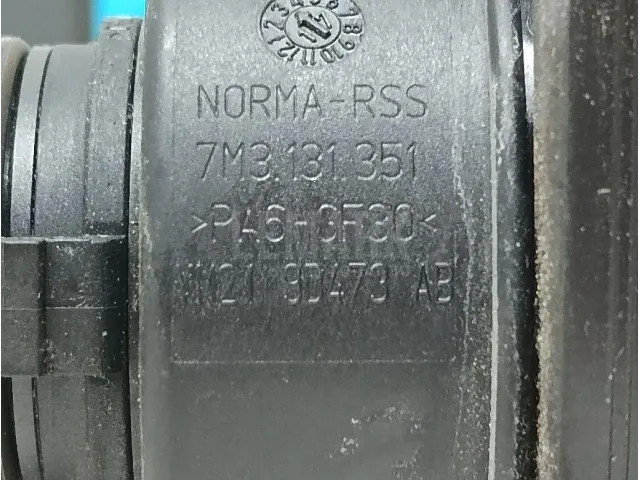 NORMA-RSS
7M3.131.351
>PA6-GF30<
9D473 AB